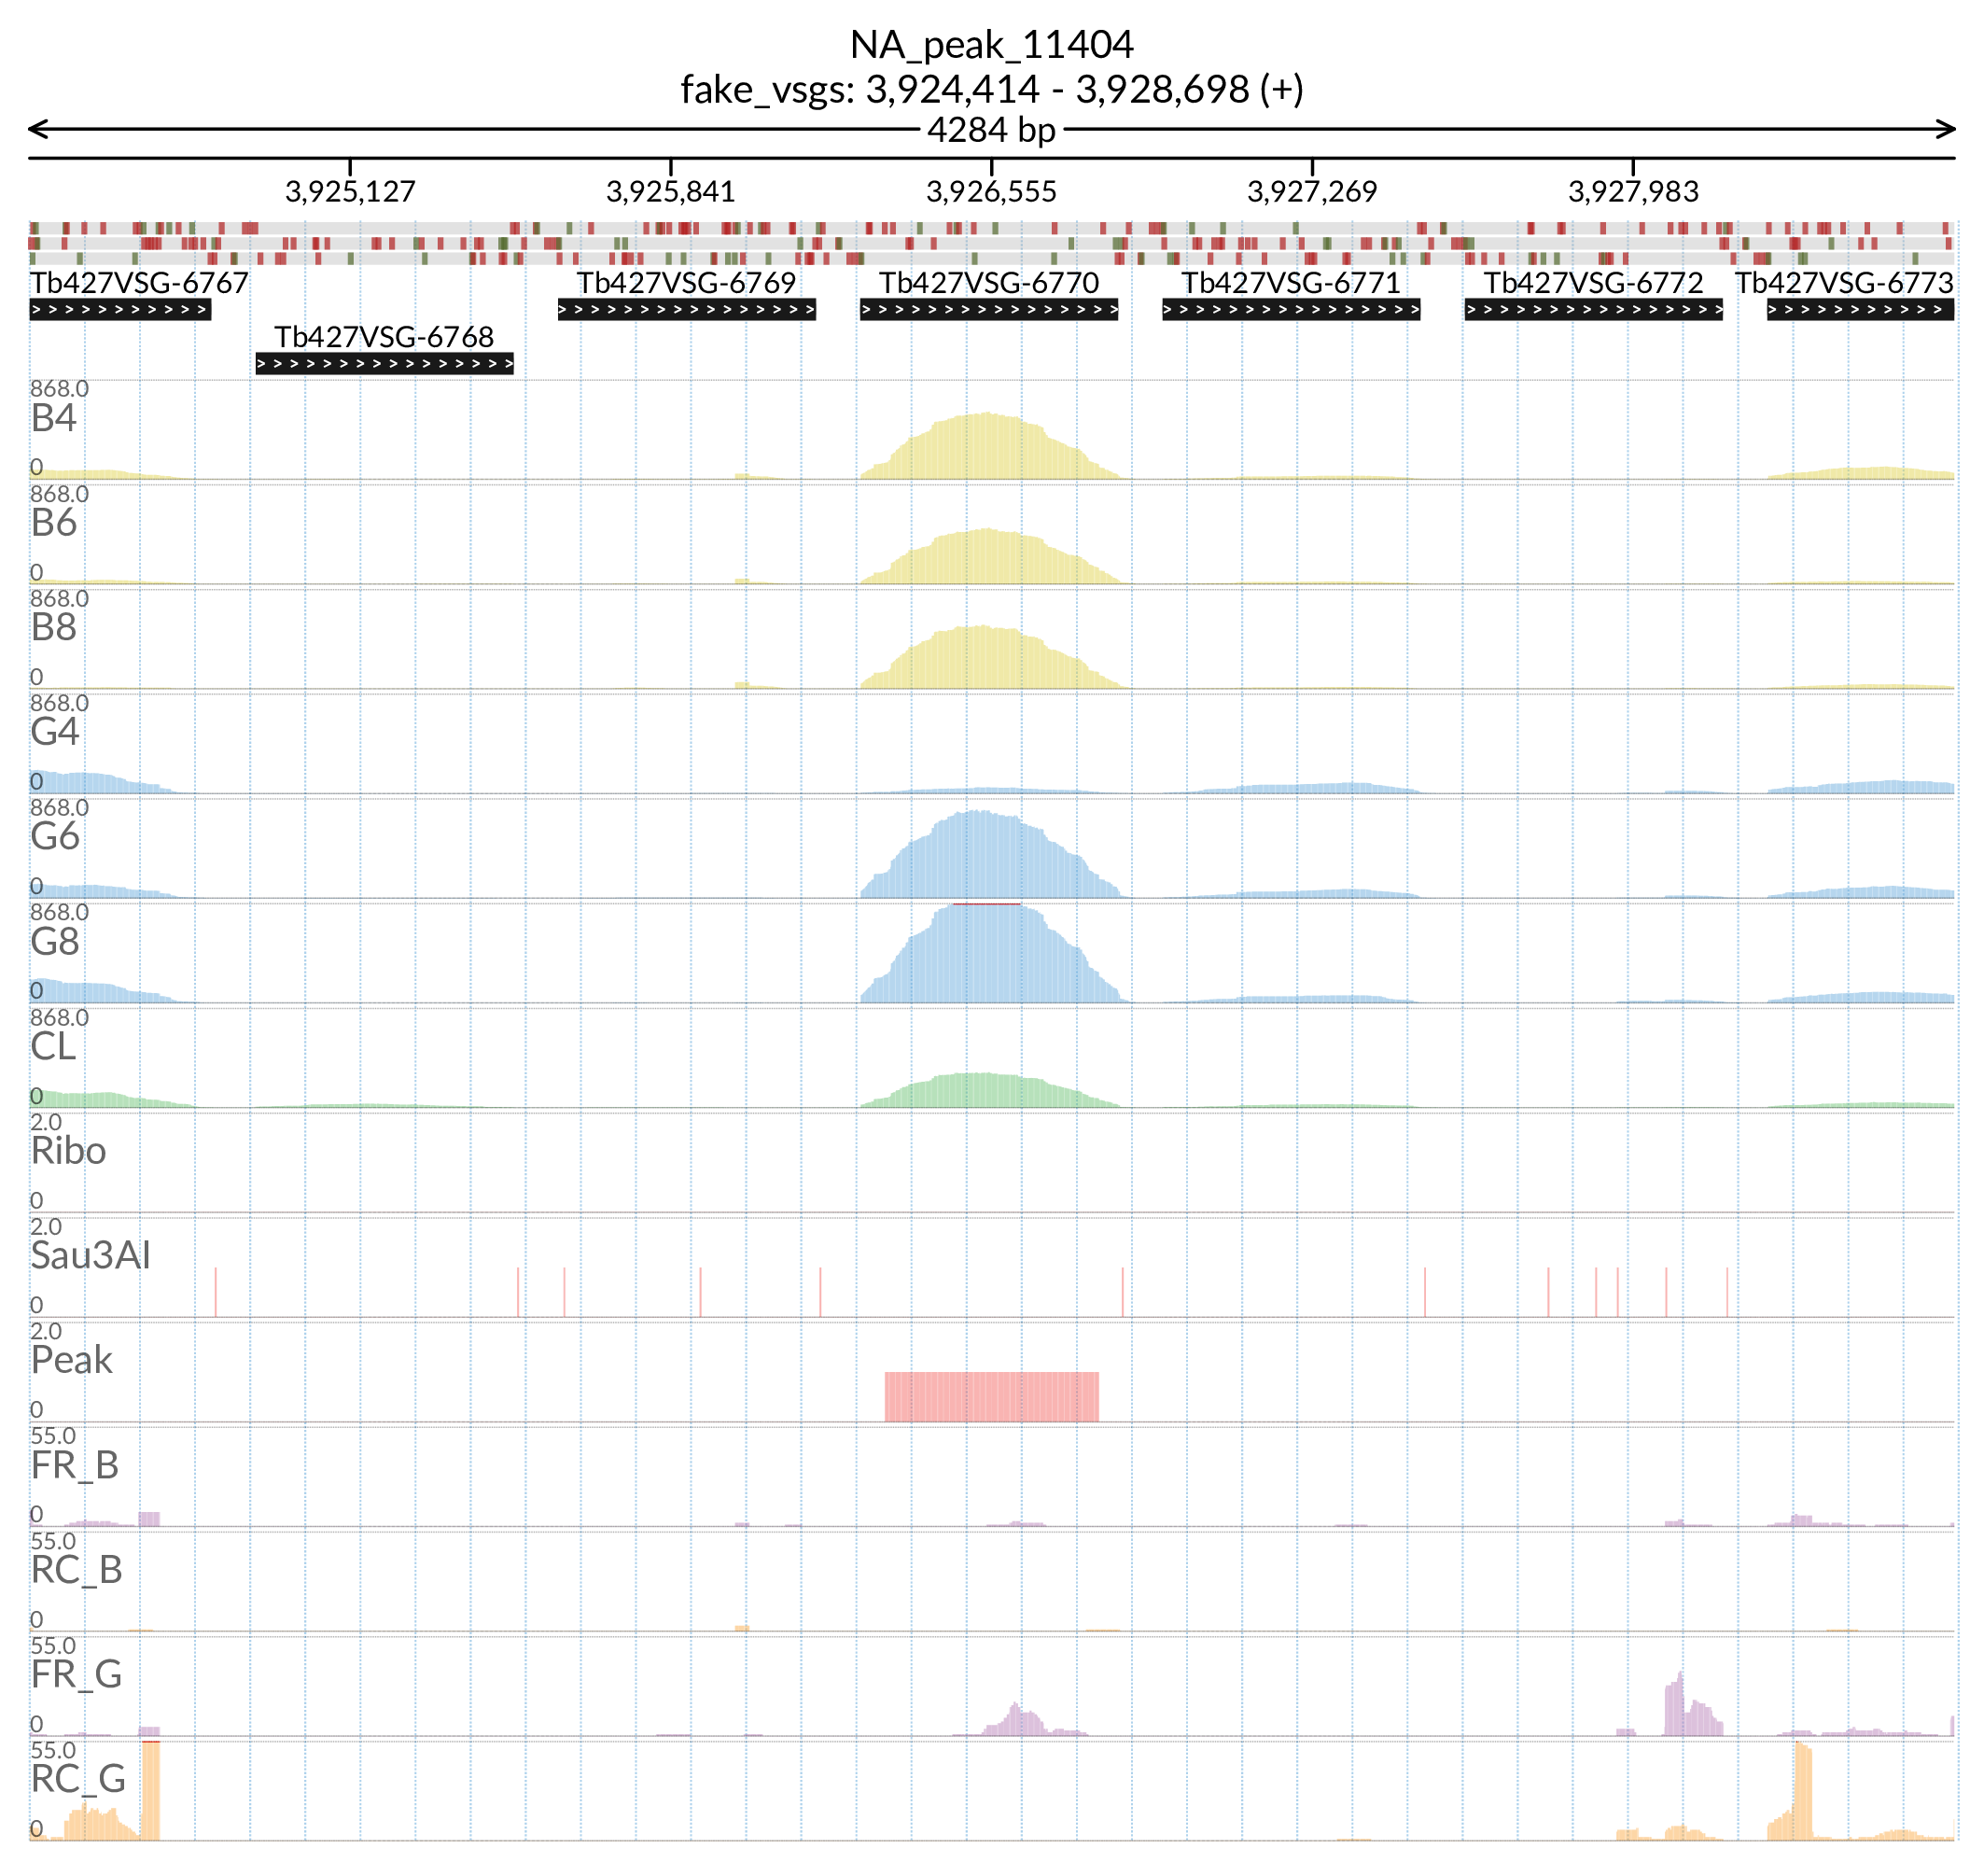 NA_peak_11404
fake_vsgs: 3,924,414 - 3,928,698 (+)
4284 bp
3,925,127 3,925,841 3,926,555 3,927,269 3,927,983
Tb427VSG-6767 Tb427VSG-6769 Tb427VSG-6770 Tb427VSG-6771 Tb427VSG-6772 Tb427VSG-6773
Tb427VSG-6768
868.0
B4
0
868.0
B6
0
868.0
B8
0
868.0
G4
0
868.0
G6
0
868.0
G8
0
868.0
CL
0
2.0
Ribo
0
2.0
Sau3AI
0
2.0
Peak
0
55.0
FR_B
0
55.0
RC_B
0
55.0
FR_G
0
55.0
RC_G
0